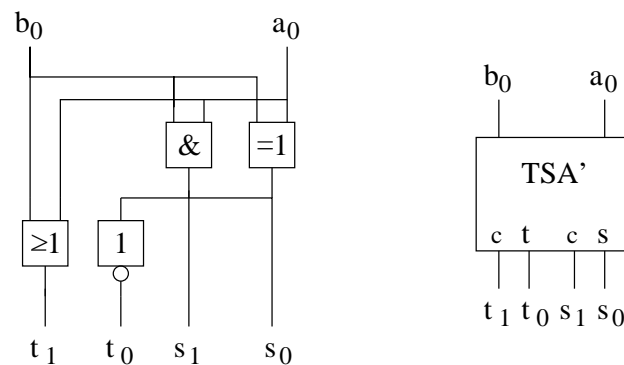 b₀ a₀
& =1
≥1 1
t₁ t₀ s₁ s₀
b₀ a₀
TSA’
c t c s
t₁ t₀ s₁ s₀